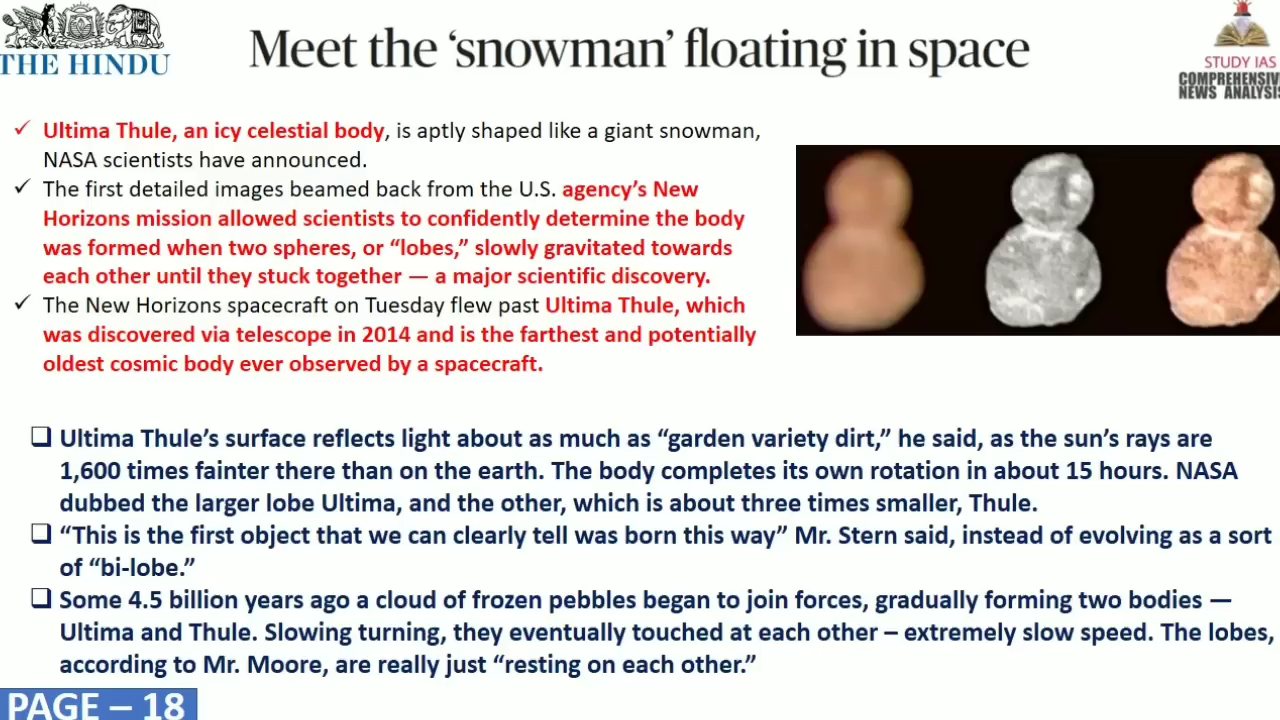 THE HINDU
Meet the ‘snowman’ floating in space
STUDY IAS
COMPREHENSIVE
NEWS ANALYSIS
✓ Ultima Thule, an icy celestial body, is aptly shaped like a giant snowman,
NASA scientists have announced.
✓ The first detailed images beamed back from the U.S. agency’s New
Horizons mission allowed scientists to confidently determine the body
was formed when two spheres, or “lobes,” slowly gravitated towards
each other until they stuck together — a major scientific discovery.
✓ The New Horizons spacecraft on Tuesday flew past Ultima Thule, which
was discovered via telescope in 2014 and is the farthest and potentially
oldest cosmic body ever observed by a spacecraft.
❑ Ultima Thule’s surface reflects light about as much as “garden variety dirt,” he said, as the sun’s rays are
1,600 times fainter there than on the earth. The body completes its own rotation in about 15 hours. NASA
dubbed the larger lobe Ultima, and the other, which is about three times smaller, Thule.
❑ “This is the first object that we can clearly tell was born this way” Mr. Stern said, instead of evolving as a sort
of “bi-lobe.”
❑ Some 4.5 billion years ago a cloud of frozen pebbles began to join forces, gradually forming two bodies —
Ultima and Thule. Slowing turning, they eventually touched at each other – extremely slow speed. The lobes,
according to Mr. Moore, are really just “resting on each other.”
PAGE – 18